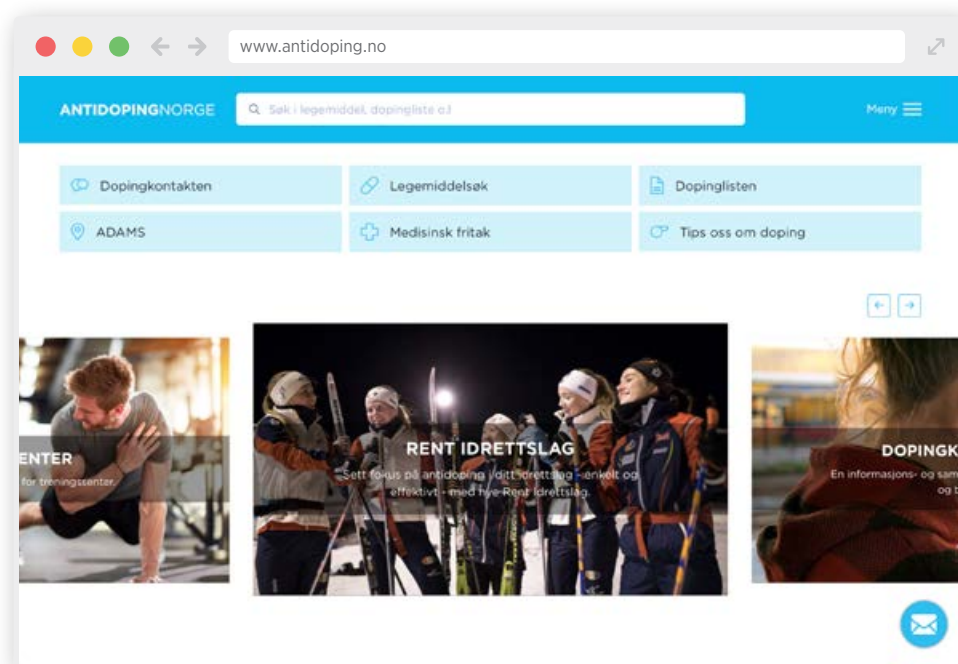 www.antidoping.no
ANTIDOPINGNORGE
Søk i legemiddel, dopingliste o.l
Meny
Dopingkontakten
Legemiddelsøk
Dopinglisten
ADAMS
Medisinsk fritak
Tips oss om doping
ENTER
for treningssenter.
RENT IDRETTSLAG
Sett fokus på antidoping i ditt idrettslag - enkelt og
effektivt - med nye Rent Idrettslag.
DOPINGK
En informasjons- og sam
og t